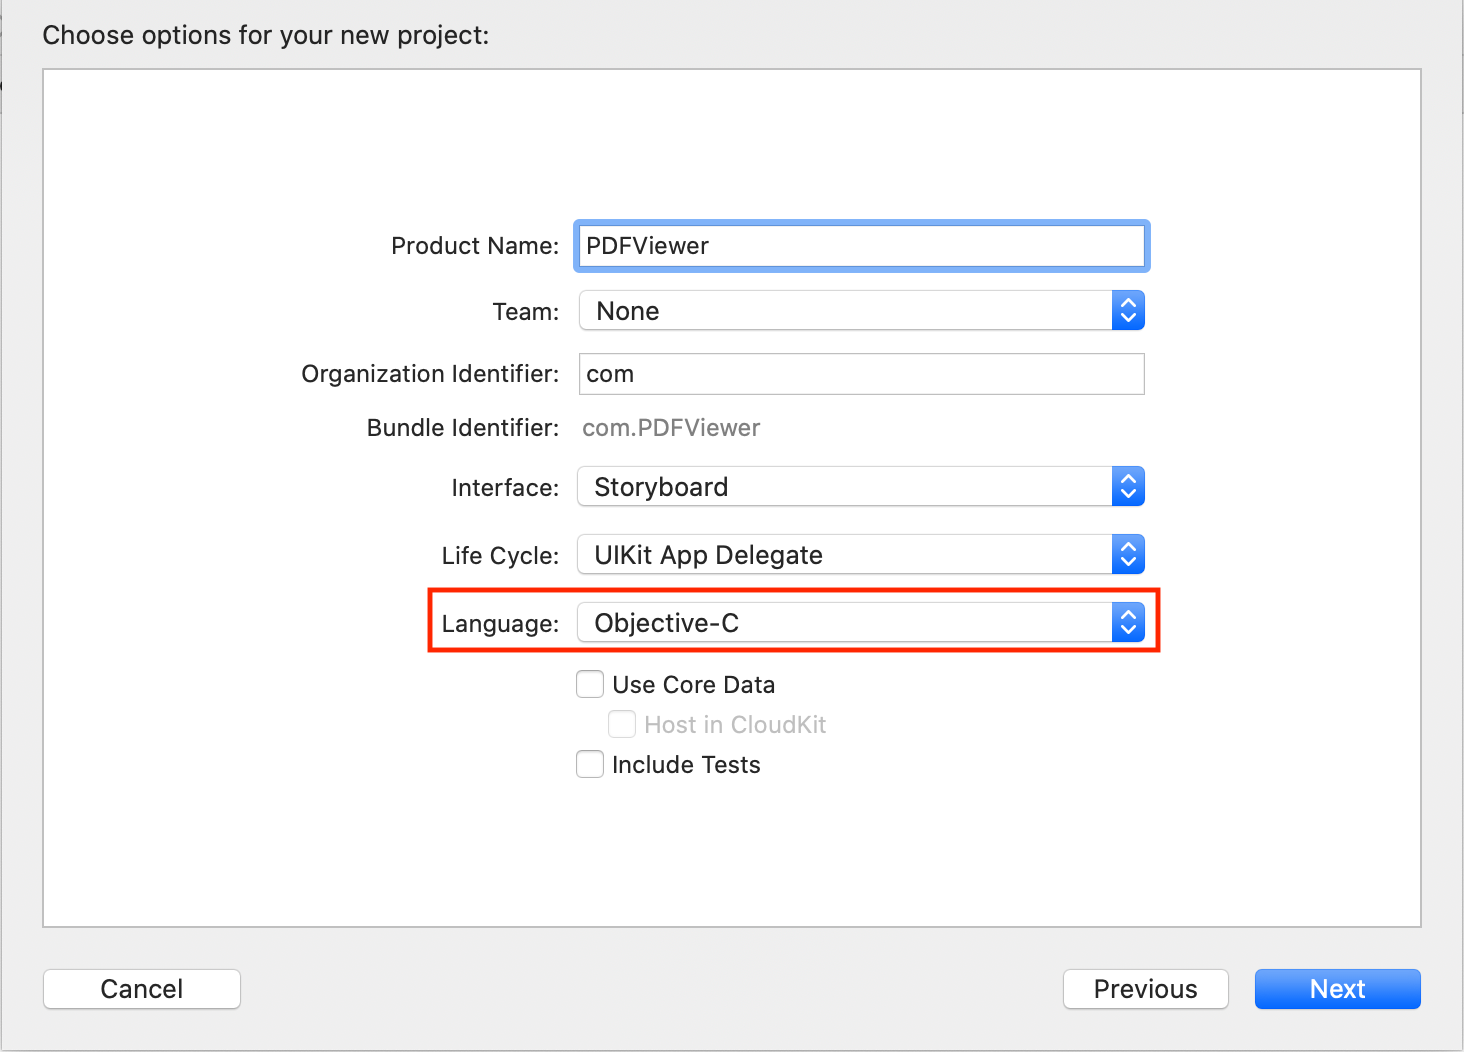 Choose options for your new project:
Product Name: PDFViewer
Team: None
Organization Identifier: com
Bundle Identifier: com.PDFViewer
Interface: Storyboard
Life Cycle: UIKit App Delegate
Language: Objective-C
Use Core Data
Host in CloudKit
Include Tests
Cancel Previous Next